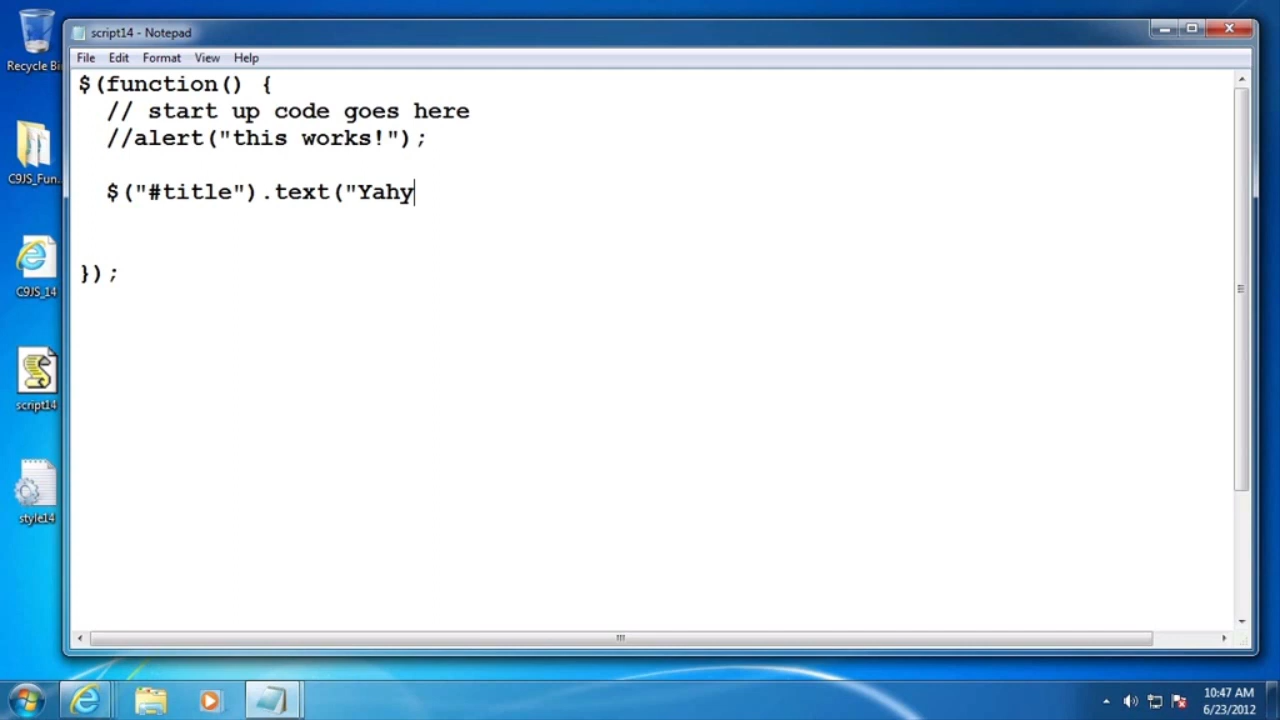 Recycle Bi
C9JS_Fun...
C9JS_14
script14
style14
script14 - Notepad
File Edit Format View Help
$(function() {
// start up code goes here
//alert("this works!");
$("#title").text("Yahy
});
10:47 AM
6/23/2012